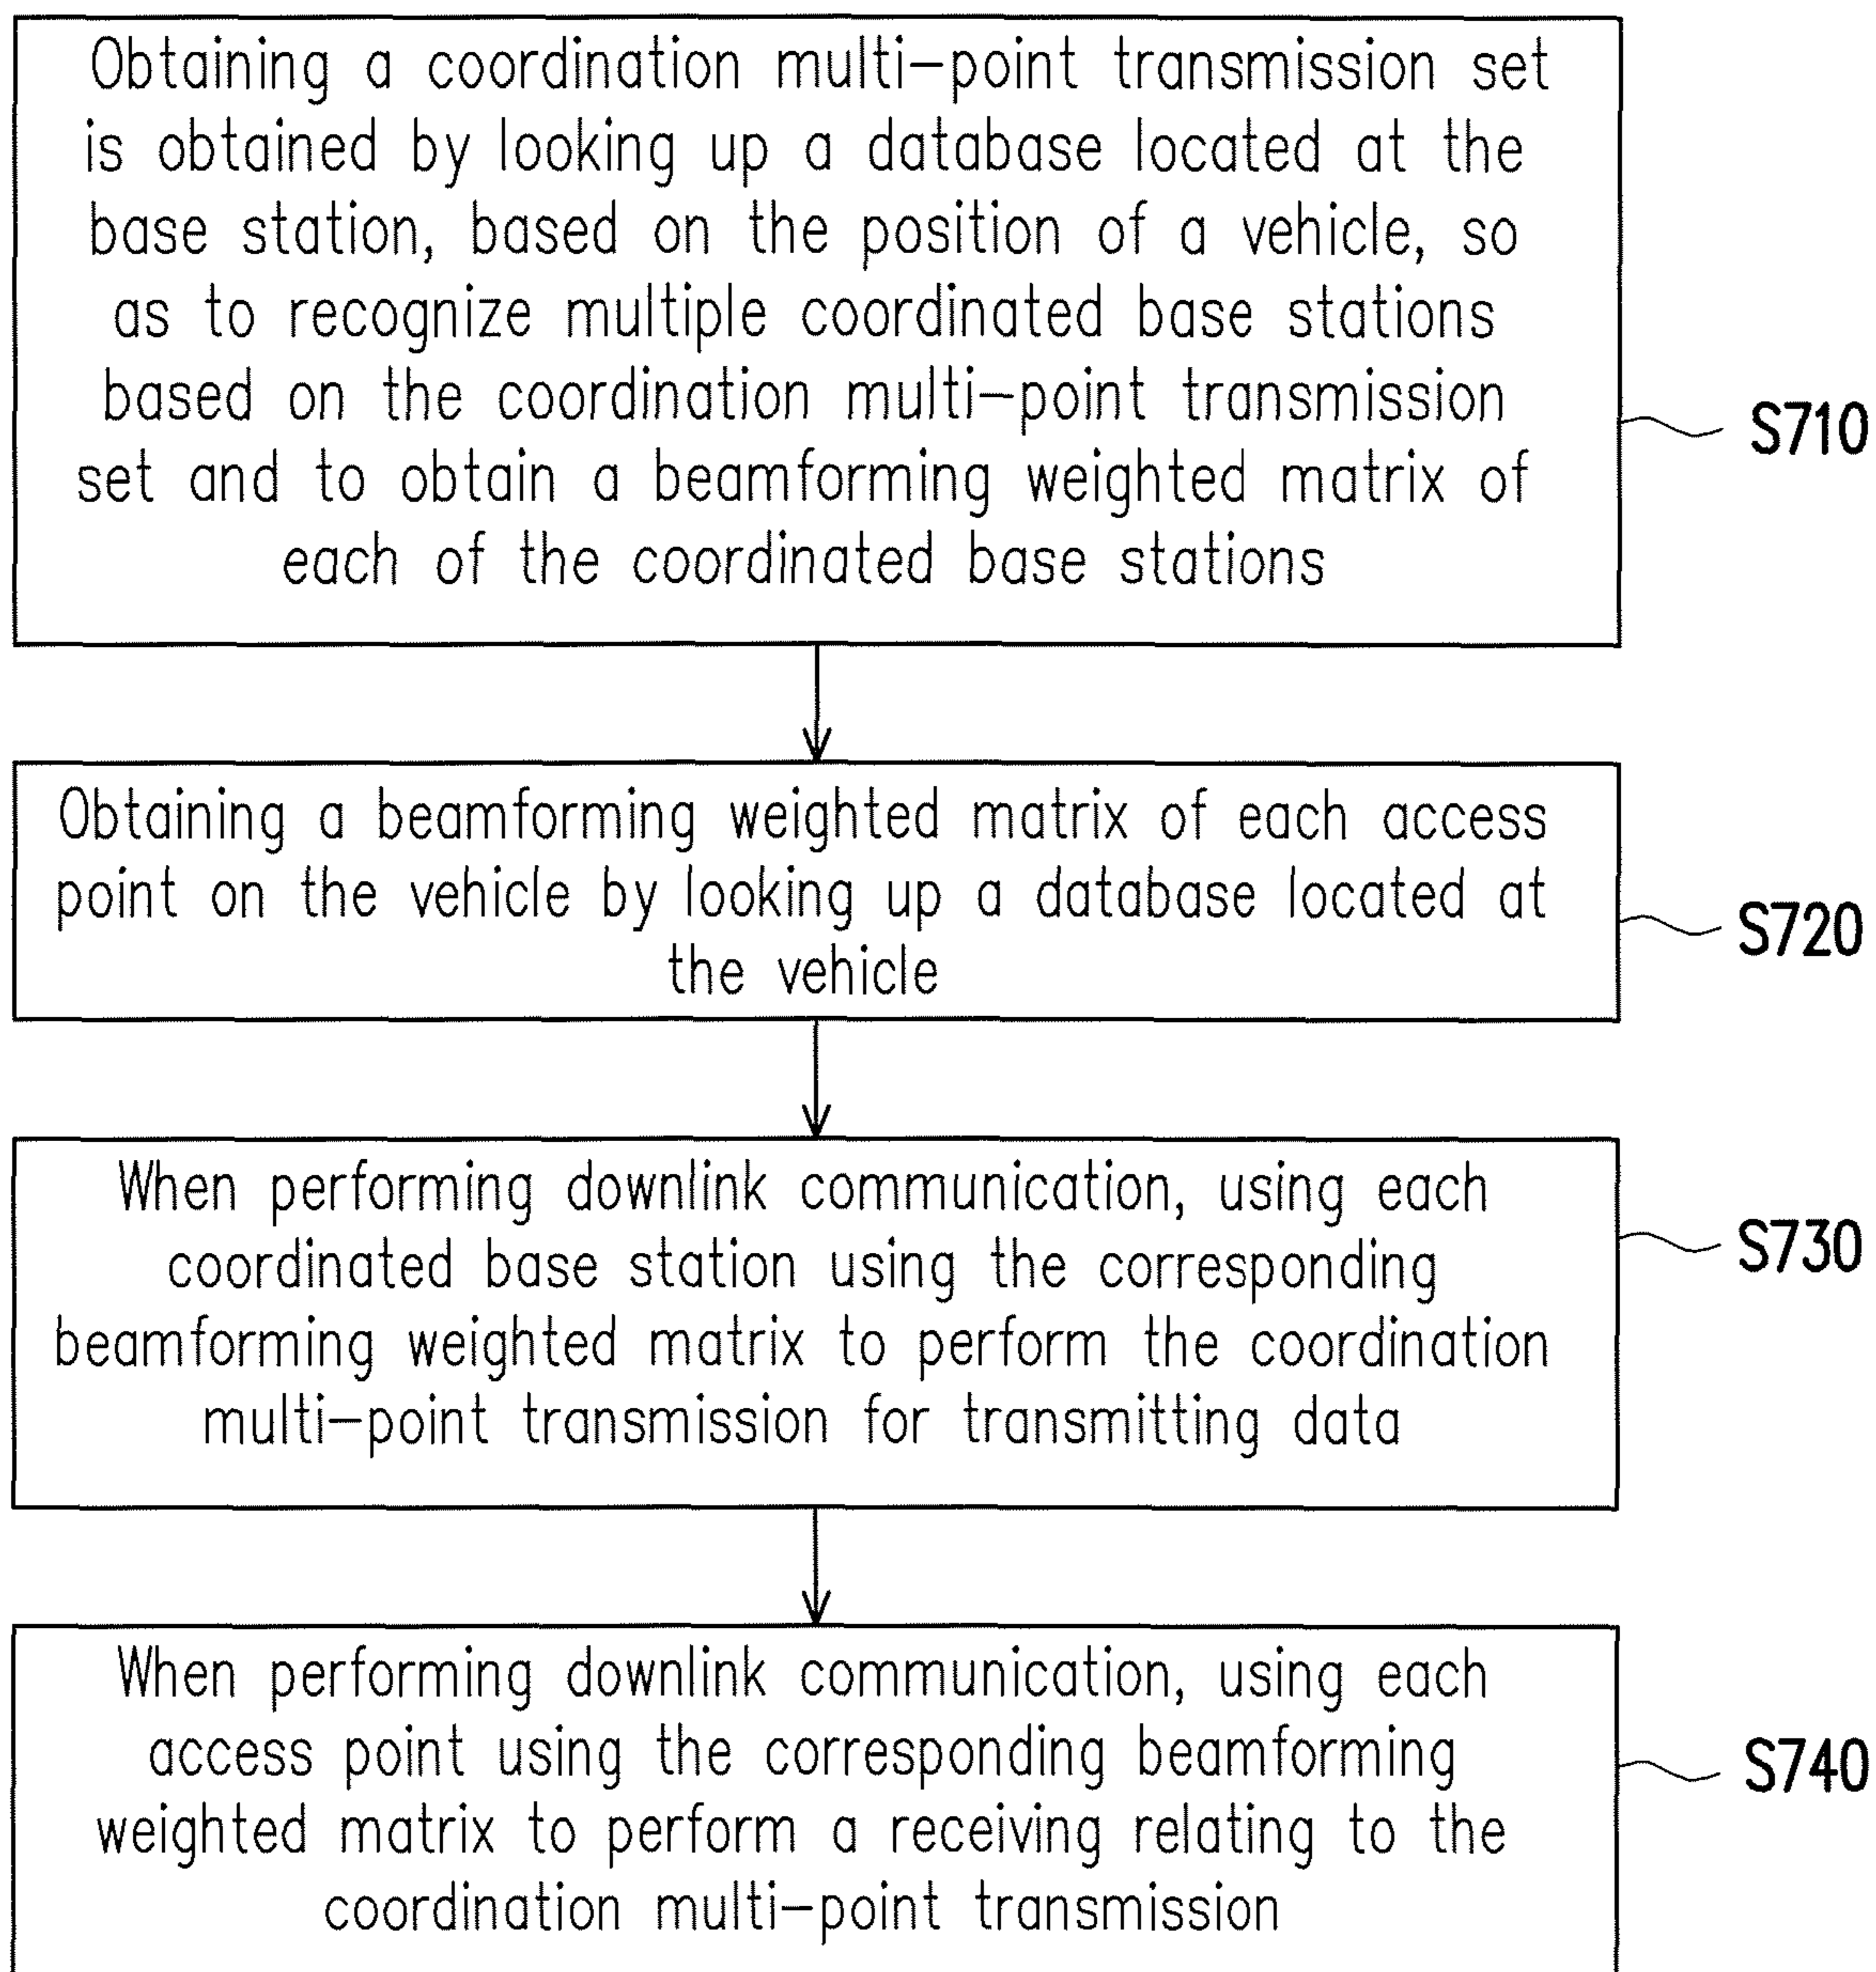 Obtaining a coordination multi-point transmission set
is obtained by looking up a database located at the
base station, based on the position of a vehicle, so
as to recognize multiple coordinated base stations
based on the coordination multi-point transmission
set and to obtain a beamforming weighted matrix of
each of the coordinated base stations
S710
Obtaining a beamforming weighted matrix of each access
point on the vehicle by looking up a database located at
the vehicle
S720
When performing downlink communication, using each
coordinated base station using the corresponding
beamforming weighted matrix to perform the coordination
multi-point transmission for transmitting data
S730
When performing downlink communication, using each
access point using the corresponding beamforming
weighted matrix to perform a receiving relating to the
coordination multi-point transmission
S740